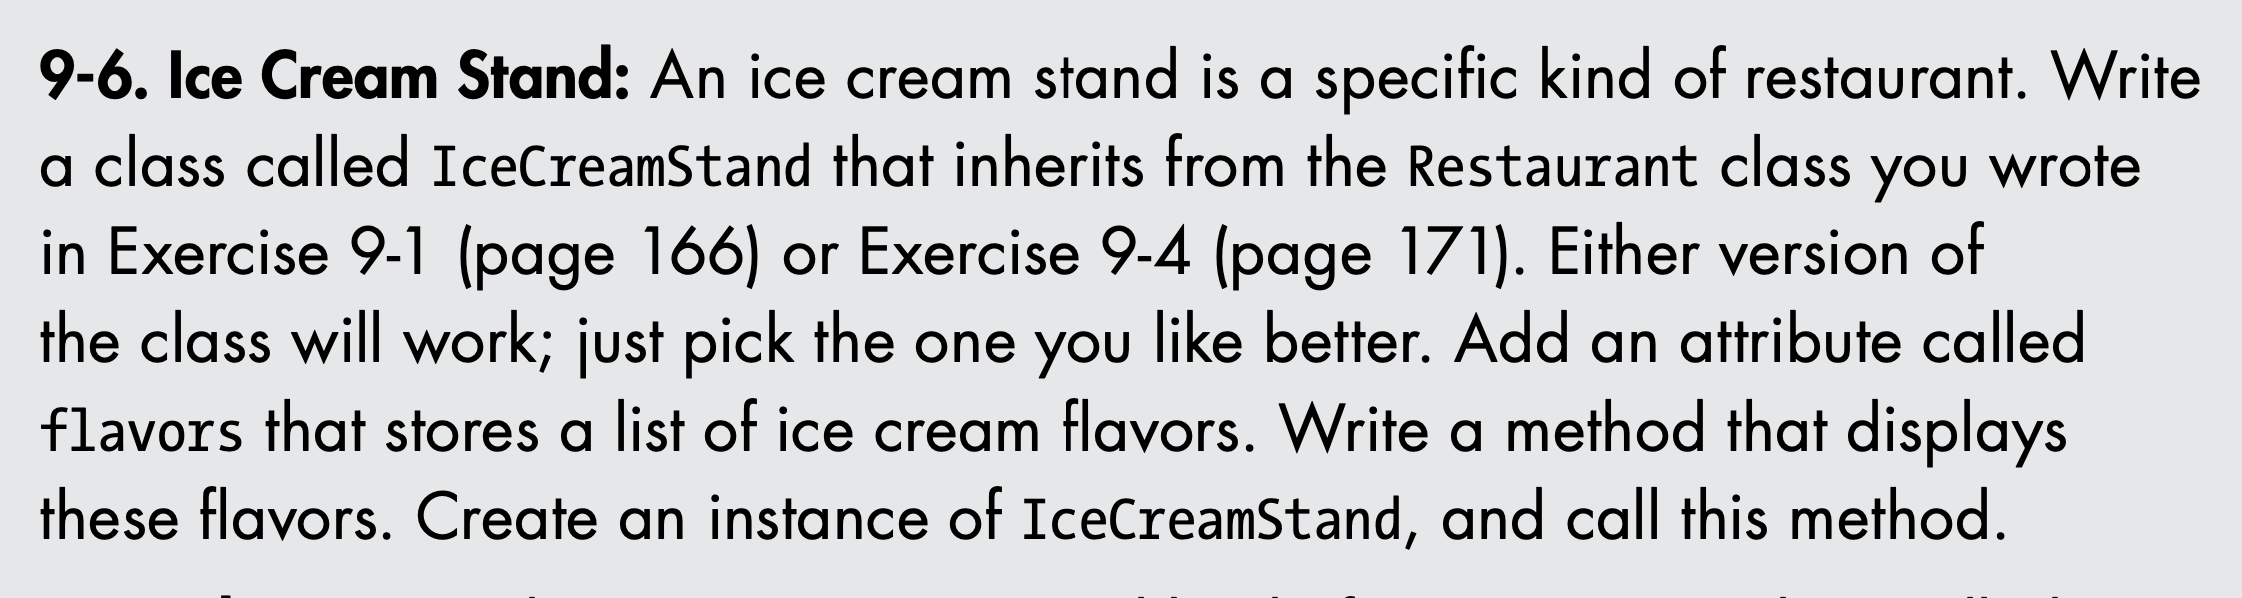 9-6. Ice Cream Stand: An ice cream stand is a specific kind of restaurant. Write
a class called IceCreamStand that inherits from the Restaurant class you wrote
in Exercise 9-1 (page 166) or Exercise 9-4 (page 171). Either version of
the class will work; just pick the one you like better. Add an attribute called
flavors that stores a list of ice cream flavors. Write a method that displays
these flavors. Create an instance of IceCreamStand, and call this method.